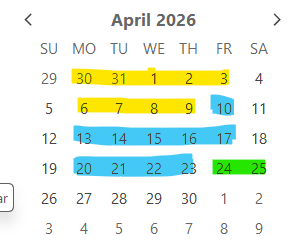 April 2026
SU MO TU WE TH FR SA
29 30 31 1 2 3 4
5 6 7 8 9 10 11
12 13 14 15 16 17 18
19 20 21 22 23 24 25
ar
26 27 28 29 30 1 2
3 4 5 6 7 8 9